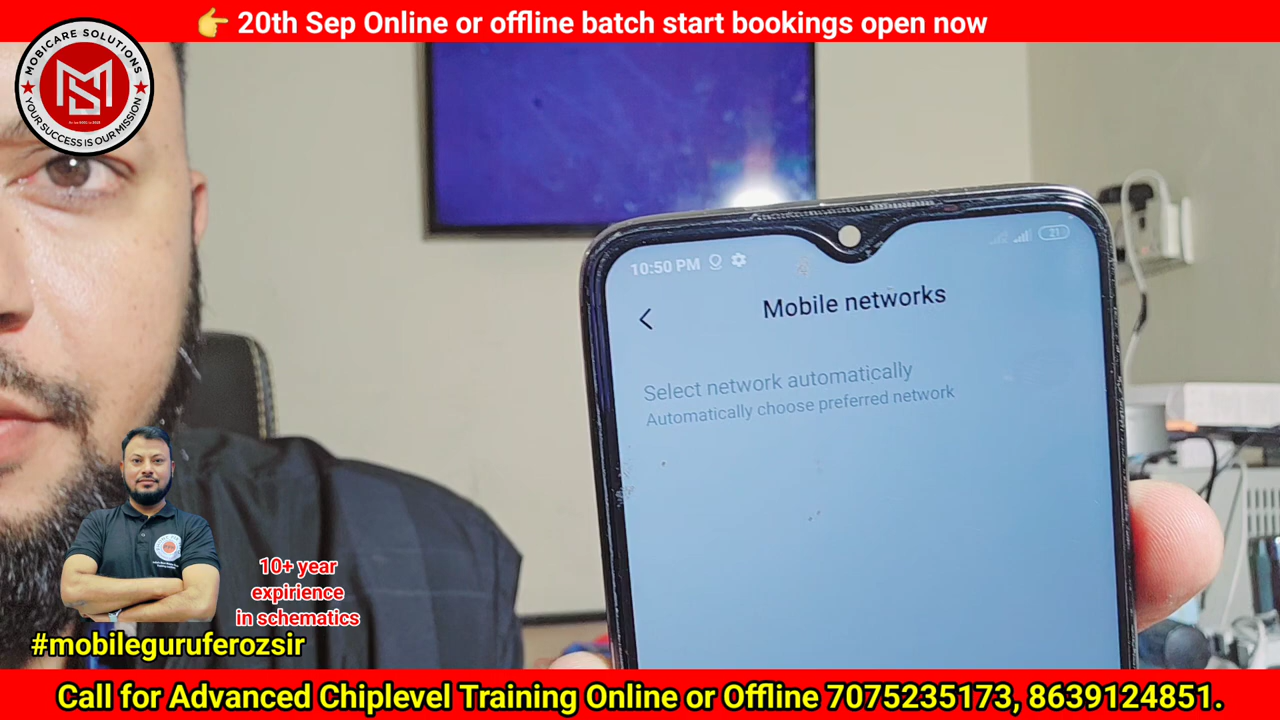 👉 20th Sep Online or offline batch start bookings open now
MOBICARE SOLUTIONS
MS
YOUR SUCCESS IS OUR MISSION
10:50 PM
21
Mobile networks
Select network automatically
Automatically choose preferred network
10+ year
expirience
in schematics
#mobileguruferozsir
Call for Advanced Chiplevel Training Online or Offline 7075235173, 8639124851.